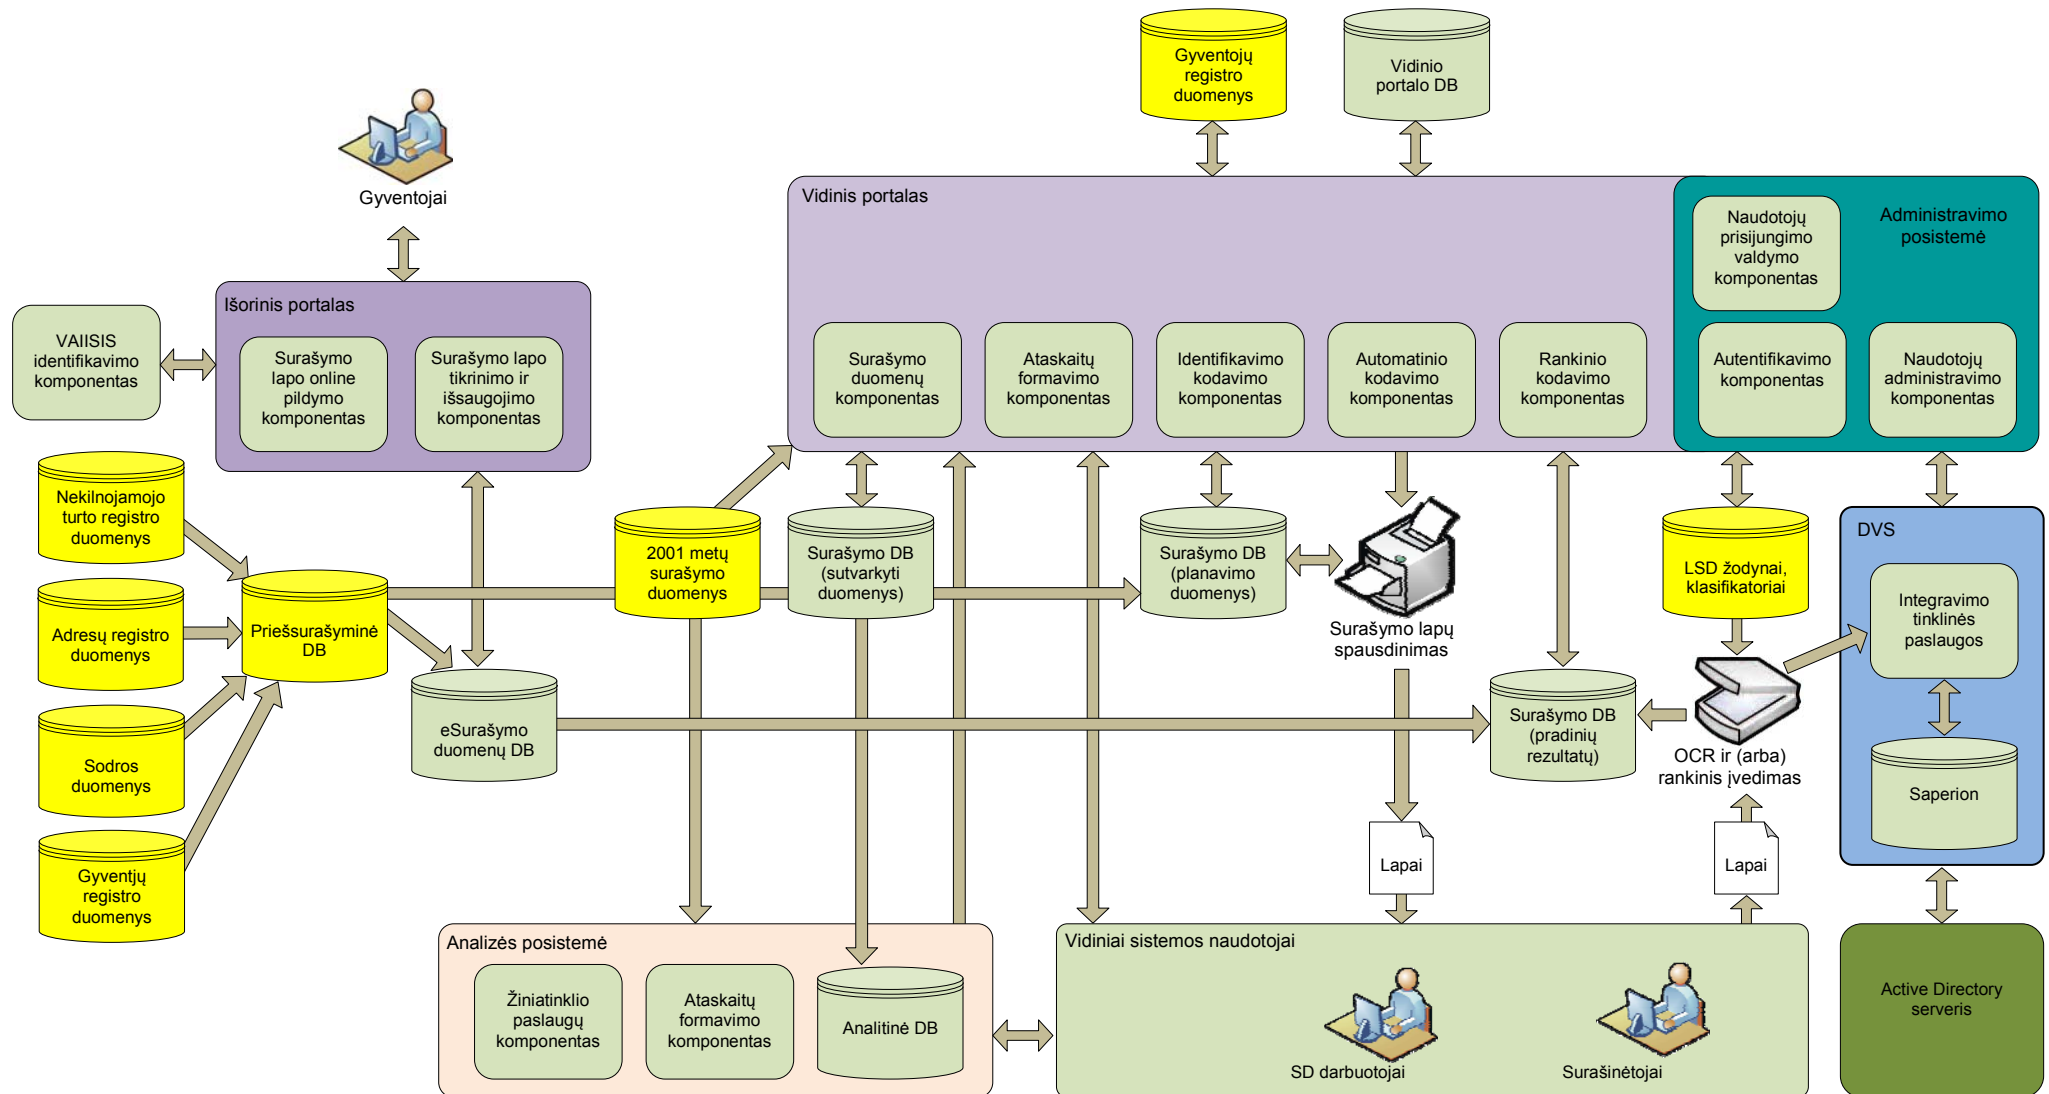 Gyventojų
registro
duomenys
Vidinio
portalo DB
Gyventojai
Vidinis portalas
Naudotojų
prisijungimo
valdymo
komponentas
Administravimo
posistemė
Išorinis portalas
VAIISIS
identifikavimo
komponentas
Surašymo
lapo online
pildymo
komponentas
Surašymo lapo
tikrinimo ir
išsaugojimo
komponentas
Surašymo
duomenų
komponentas
Ataskaitų
formavimo
komponentas
Identifikavimo
kodavimo
komponentas
Automatinio
kodavimo
komponentas
Rankinio
kodavimo
komponentas
Autentifikavimo
komponentas
Naudotojų
administravimo
komponentas
Nekilnojamojo
turto registro
duomenys
2001 metų
surašymo
duomenys
Surašymo DB
(sutvarkyti
duomenys)
Surašymo DB
(planavimo
duomenys)
Surašymo lapų
spausdinimas
LSD žodynai,
klasifikatoriai
DVS
Integravimo
tinklinės
paslaugos
Adresų registro
duomenys
Priešsurašyminė
DB
eSurašymo
duomenų DB
Surašymo DB
(pradinių
rezultatų)
OCR ir (arba)
rankinis įvedimas
Sodros
duomenys
Saperion
Gyventjų
registro
duomenys
Lapai
Lapai
Analizės posistemė
Žiniatinklio
paslaugų
komponentas
Ataskaitų
formavimo
komponentas
Analitinė DB
Vidiniai sistemos naudotojai
SD darbuotojai
Surašinėtojai
Active Directory
serveris